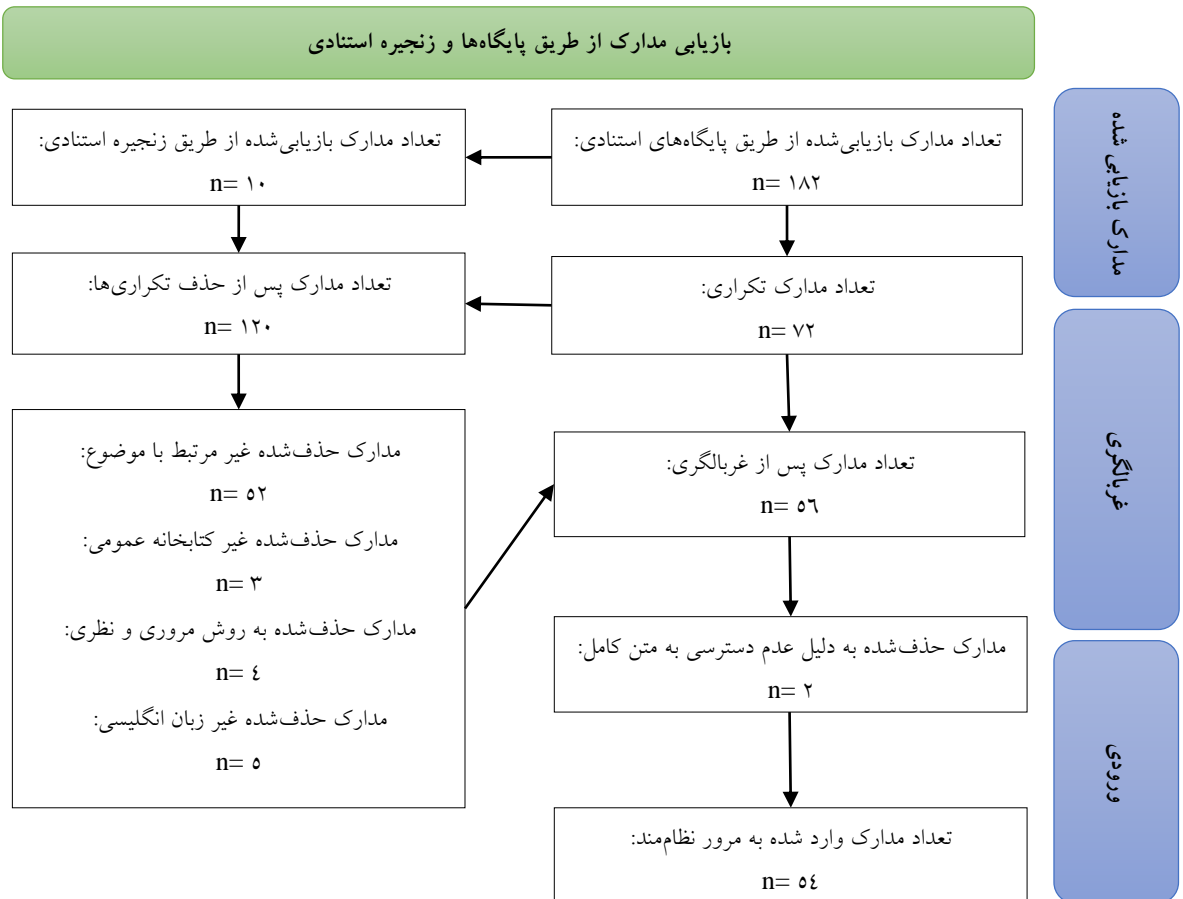 بازیابی مدارک از طریق پایگاه‌ها و زنجیره استنادی
مدارک بازیابی شده
تعداد مدارک بازیابی‌شده از طریق پایگاه‌های استنادی:
n= ۱۸۲
تعداد مدارک بازیابی‌شده از طریق زنجیره استنادی:
n= ۱۰
تعداد مدارک تکراری:
n= ۷۲
تعداد مدارک پس از حذف تکراری‌ها:
n= ۱۲۰
غربالگری
مدارک حذف‌شده غیر مرتبط با موضوع:
n= ۵۲
مدارک حذف‌شده غیر کتابخانه عمومی:
n= ۳
مدارک حذف‌شده به روش مروری و نظری:
n= ٤
مدارک حذف‌شده غیر زبان انگلیسی:
n= ۵
تعداد مدارک پس از غربالگری:
n= ۵٦
ورودی
مدارک حذف‌شده به دلیل عدم دسترسی به متن کامل:
n= ۲
تعداد مدارک وارد شده به مرور نظام‌مند:
n= ۵٤